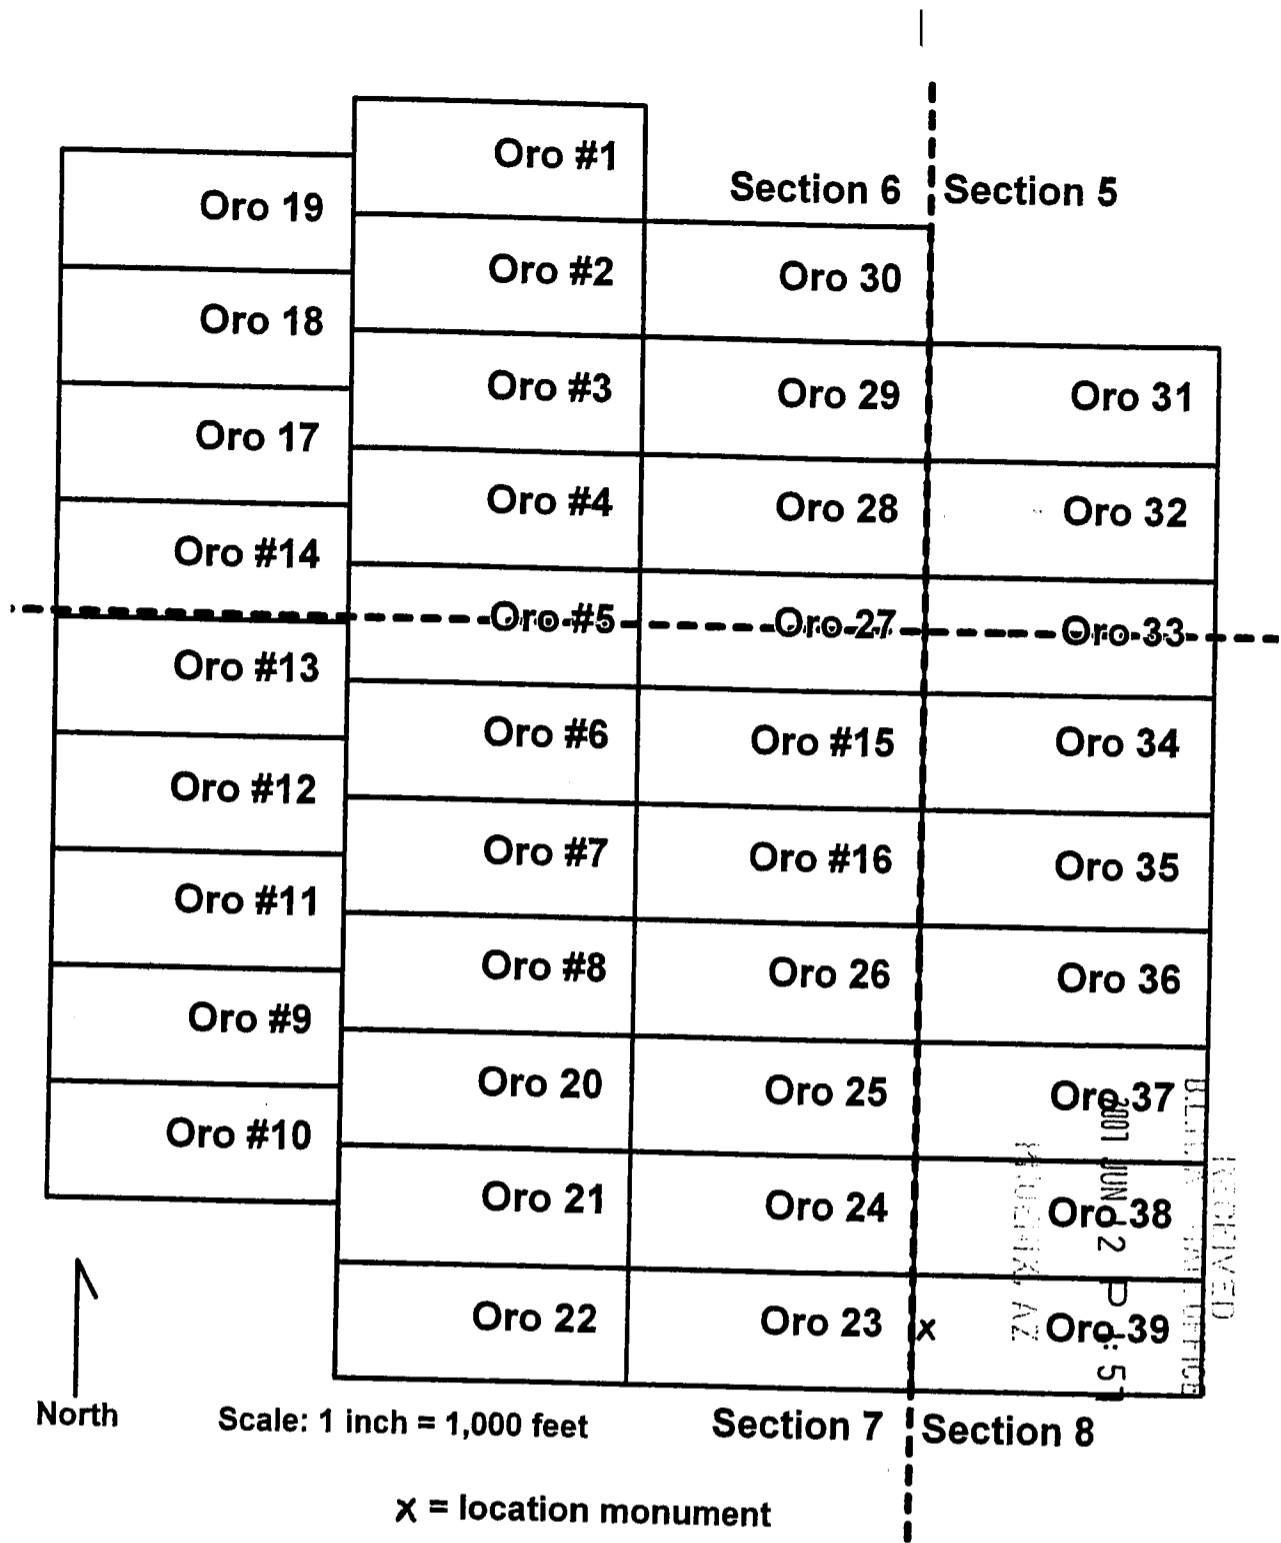 Oro #1
Section 6 Section 5
Oro 19
Oro #2
Oro 30
Oro 18
Oro #3
Oro 29
Oro 31
Oro 17
Oro #4
Oro 28
Oro 32
Oro #14
Oro #5
Oro 27
Oro 33
Oro #13
Oro #6
Oro #15
Oro 34
Oro #12
Oro #7
Oro #16
Oro 35
Oro #11
Oro #8
Oro 26
Oro 36
Oro #9
Oro 20
Oro 25
Oro 37
Oro #10
Oro 21
Oro 24
Oro 38
Oro 22
Oro 23
x
Oro 39
RECEIVED
OFFICE
2001 JUN 12 P
AZ
North
Scale: 1 inch = 1,000 feet
Section 7 Section 8
x = location monument